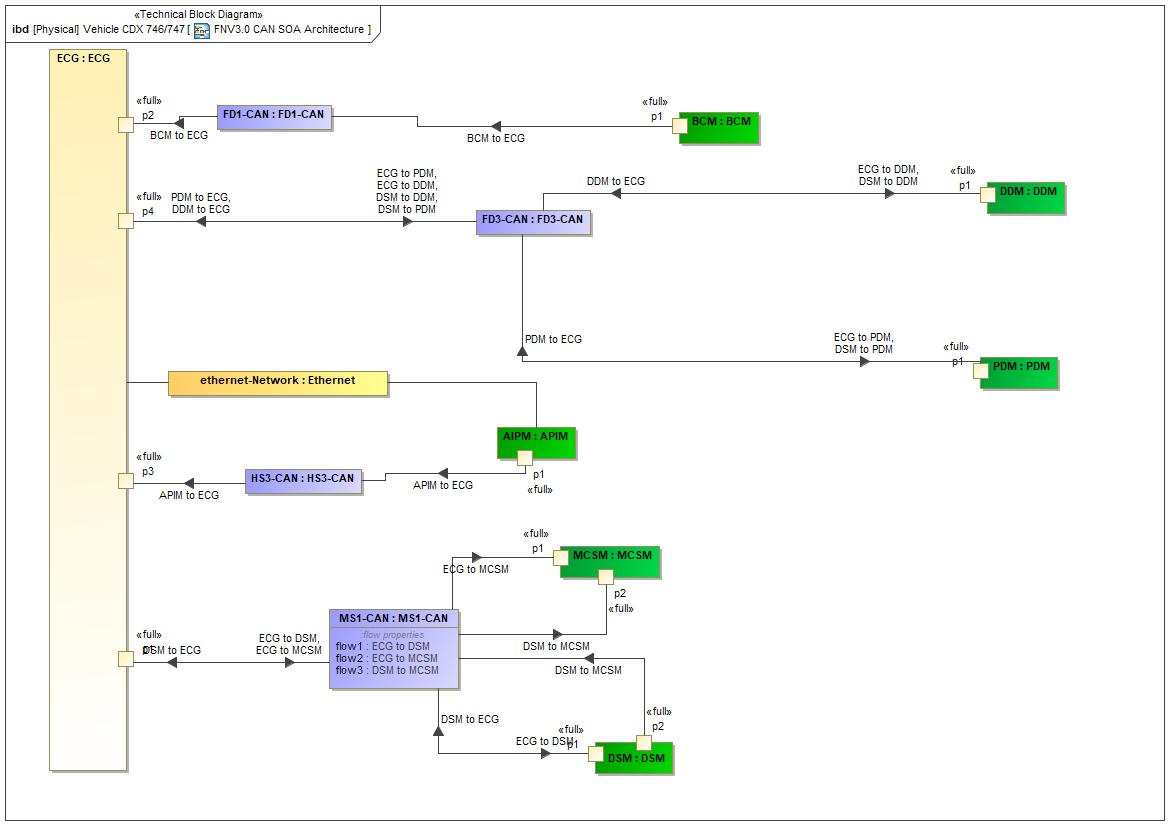 «Technical Block Diagram»
ibd [Physical] Vehicle CDX 746/747 [ FNV3.0 CAN SOA Architecture ]
ECG : ECG
«full»
p2
BCM to ECG
FD1-CAN : FD1-CAN
BCM to ECG
«full»
p1
BCM : BCM
«full»
p4
PDM to ECG,
DDM to ECG
ECG to PDM,
ECG to DDM,
DSM to DDM,
DSM to PDM
FD3-CAN : FD3-CAN
DDM to ECG
ECG to DDM,
DSM to DDM
«full»
p1
DDM : DDM
PDM to ECG
ECG to PDM,
DSM to PDM
«full»
p1
PDM : PDM
ethernet-Network : Ethernet
AIPM : APIM
p1
«full»
«full»
p3
APIM to ECG
HS3-CAN : HS3-CAN
APIM to ECG
«full»
p1
MCSM : MCSM
ECG to MCSM
p2
«full»
«full»
p1
DSM to ECG
ECG to DSM,
ECG to MCSM
MS1-CAN : MS1-CAN
:flow properties
flow1 : ECG to DSM
flow2 : ECG to MCSM
flow3 : DSM to MCSM
DSM to MCSM
DSM to MCSM
«full»
p2
DSM to ECG
ECG to DSM
«full»
p1
DSM : DSM